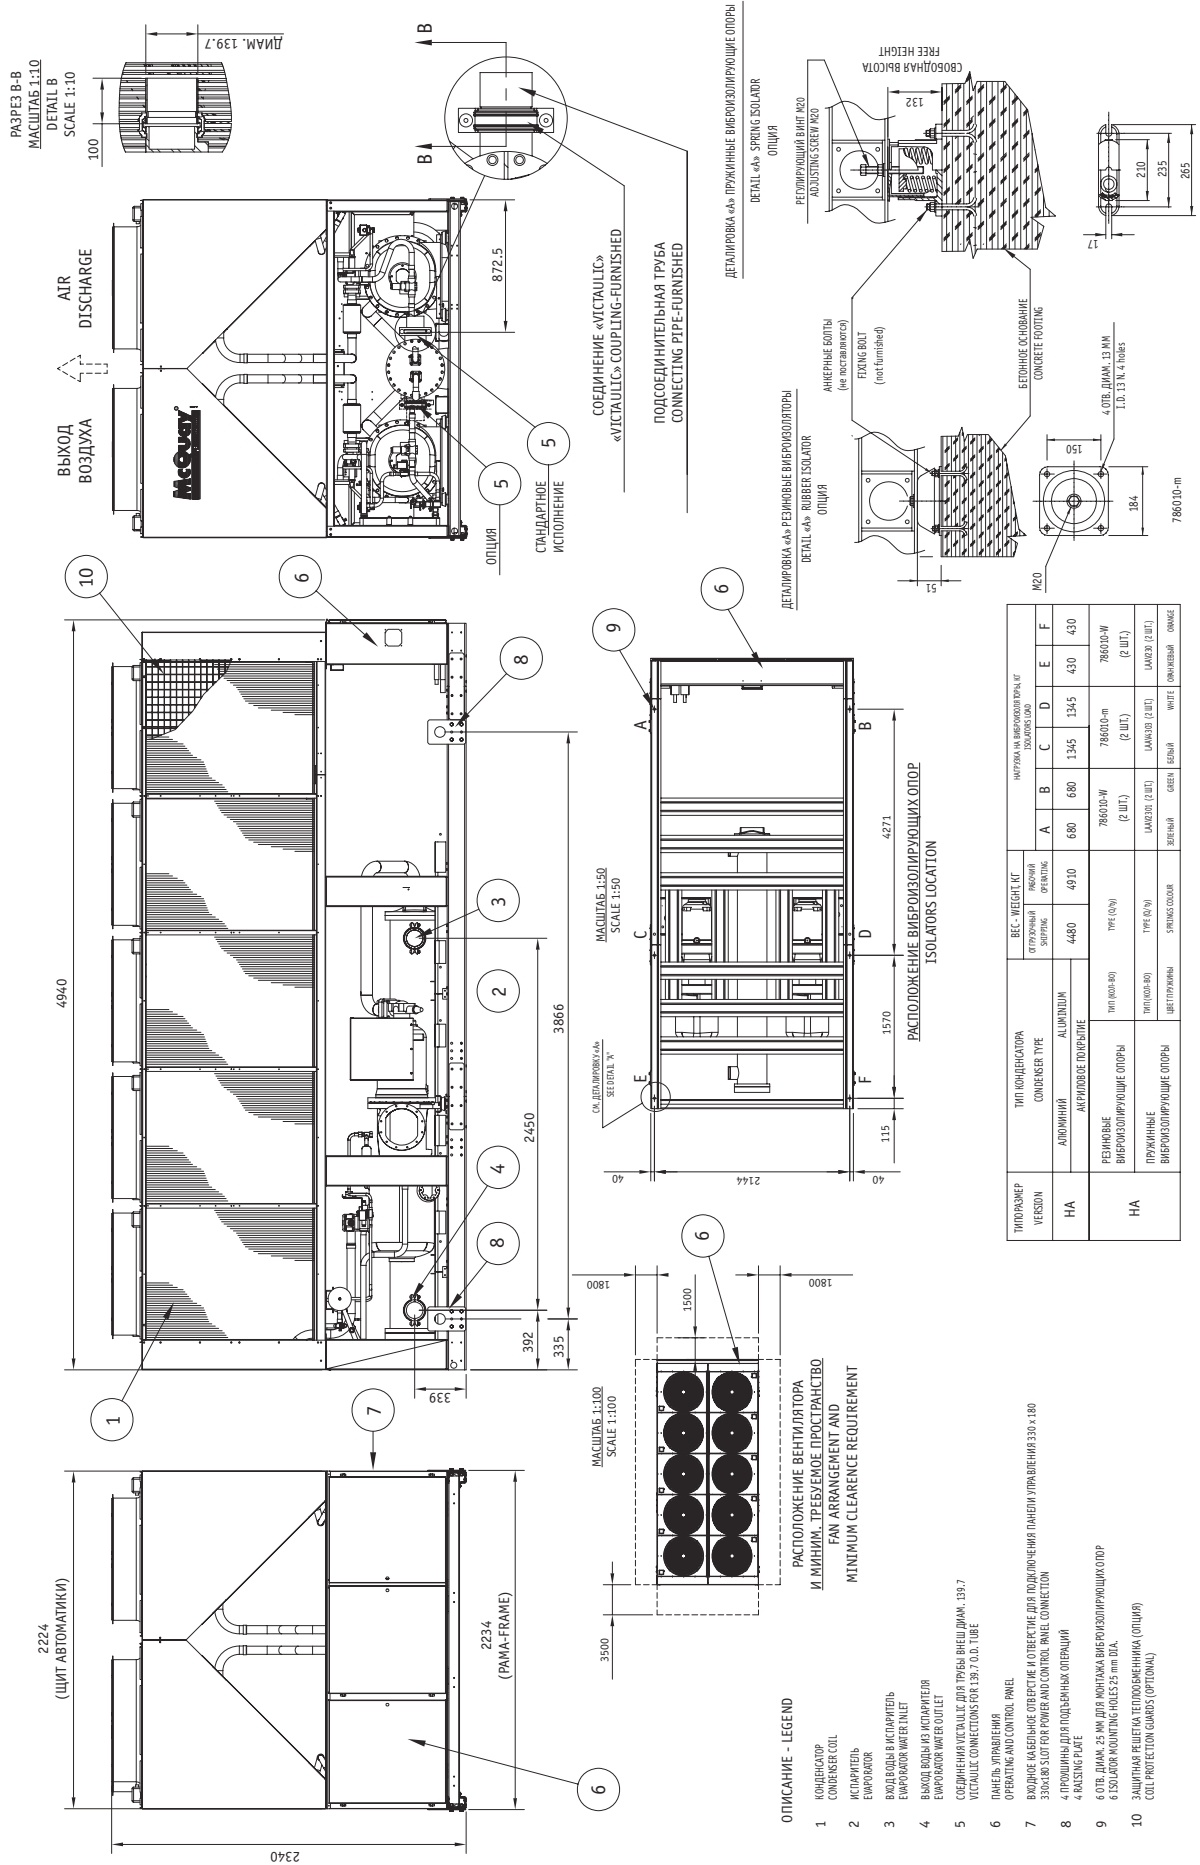 2224
(ЩИТ АВТОМАТИКИ)
2340
2234
(РАМА-FRAME)
6
7
1
4940
10
6
8
3
2
4
8
339
392
335
2450
3866
ВЫХОД
ВОЗДУХА
AIR
DISCHARGE
McQuay
872.5
5
5
ОПЦИЯ
СТАНДАРТНОЕ
ИСПОЛНЕНИЕ
РАЗРЕЗ B-B
МАСШТАБ 1:10
DETAIL B
SCALE 1:10
100
ДИАМ. 139.7
B
B
СОЕДИНЕНИЕ «VICTAULIC»
«VICTAULIC» COUPLING-FURNISHED
ПОДСОЕДИНИТЕЛЬНАЯ ТРУБА
CONNECTING PIPE-FURNISHED
МАСШТАБ 1:100
SCALE 1:100
1800
1800
1500
3500
6
РАСПОЛОЖЕНИЕ ВЕНТИЛЯТОРА
И МИНИМ. ТРЕБУЕМОЕ ПРОСТРАНСТВО
FAN ARRANGEMENT AND
MINIMUM CLEARENCE REQUIREMENT
МАСШТАБ 1:50
SCALE 1:50
СМ. ДЕТАЛИРОВКУ «А»
SEE DETAIL "A"
A
B
C
D
E
F
9
6
40
2144
40
115
1570
4271
РАСПОЛОЖЕНИЕ ВИБРОИЗОЛИРУЮЩИХ ОПОР
ISOLATORS LOCATION
ДЕТАЛИРОВКА «А» РЕЗИНОВЫЕ ВИБРОИЗОЛЯТОРЫ
DETAIL «A» RUBBER ISOLATOR
ОПЦИЯ
51
M20
184
150
4 ОТВ. ДИАМ. 13 ММ
I.D. 13 N. 4 holes
786010-m
ДЕТАЛИРОВКА «А» ПРУЖИННЫЕ ВИБРОИЗОЛИРУЮЩИЕ ОПОРЫ
DETAIL «A» SPRING ISOLATOR
ОПЦИЯ
РЕГУЛИРУЮЩИЙ ВИНТ M20
ADJUSTING SCREW M20
132
СВОБОДНАЯ ВЫСОТА
FREE HEIGHT
АНКЕРНЫЕ БОЛТЫ
(не поставляются)
FIXING BOLT
(not furnished)
БЕТОННОЕ ОСНОВАНИЕ
CONCRETE FOOTING
17
210
235
265
ОПИСАНИЕ - LEGEND
1 КОНДЕНСАТОР
CONDENSER COIL
2 ИСПАРИТЕЛЬ
EVAPORATOR
3 ВХОД ВОДЫ В ИСПАРИТЕЛЬ
EVAPORATOR WATER INLET
4 ВЫХОД ВОДЫ ИЗ ИСПАРИТЕЛЯ
EVAPORATOR WATER OUTLET
5 СОЕДИНЕНИЯ VICTAULIC ДЛЯ ТРУБЫ ВНЕШ ДИАМ. 139.7
VICTAULIC CONNECTIONS FOR 139.7 O.D. TUBE
6 ПАНЕЛЬ УПРАВЛЕНИЯ
OPERATING AND CONTROL PANEL
7 ВХОДНОЕ КАБЕЛЬНОЕ ОТВЕРСТИЕ И ОТВЕРСТИЕ ДЛЯ ПОДКЛЮЧЕНИЯ ПАНЕЛИ УПРАВЛЕНИЯ 330 x 180
330x180 SLOT FOR POWER AND CONTROL PANEL CONNECTION
8 4 ПРОУШИНЫ ДЛЯ ПОДЪЕМНЫХ ОПЕРАЦИЙ
4 RAISING PLATE
9 6 ОТВ. ДИАМ. 25 ММ ДЛЯ МОНТАЖА ВИБРОИЗОЛИРУЮЩИХ ОПОР
6 ISOLATOR MOUNTING HOLES 25 mm DIA.
10 ЗАЩИТНАЯ РЕШЕТКА ТЕПЛООБМЕННИКА (ОПЦИЯ)
COIL PROTECTION GUARDS (OPTIONAL)
ТИПОРАЗМЕР
VERSION
ТИП КОНДЕНСАТОРА
CONDENSER TYPE
ВЕС - WEIGHT, КГ
ОТГРУЗОЧНЫЙ
SHIPPING
РАБОЧИЙ
OPERATING
НАГРУЗКА НА ВИБРОИЗОЛЯТОРЫ, КГ
ISOLATORS LOAD
A B C D E F
HA АЛЮМИНИЙ ALUMINIUM 4480 4910 680 680 1345 1345 430 430
АКРИЛОВОЕ ПОКРЫТИЕ
HA
РЕЗИНОВЫЕ
ВИБРОИЗОЛИРУЮЩИЕ ОПОРЫ
ТИП (КОЛ-ВО) TYPE (Q/ty)
786010-W
(2 ШТ.)
786010-m
(2 ШТ.)
786010-W
(2 ШТ.)
ПРУЖИННЫЕ
ВИБРОИЗОЛИРУЮЩИЕ ОПОРЫ
ТИП (КОЛ-ВО) TYPE (Q/ty)
ЦВЕТ ПРУЖИНЫ SPRINGS COLOUR
ЗЕЛЕНЫЙ GREEN БЕЛЫЙ WHITE ОРАНЖЕВЫЙ ORANGE